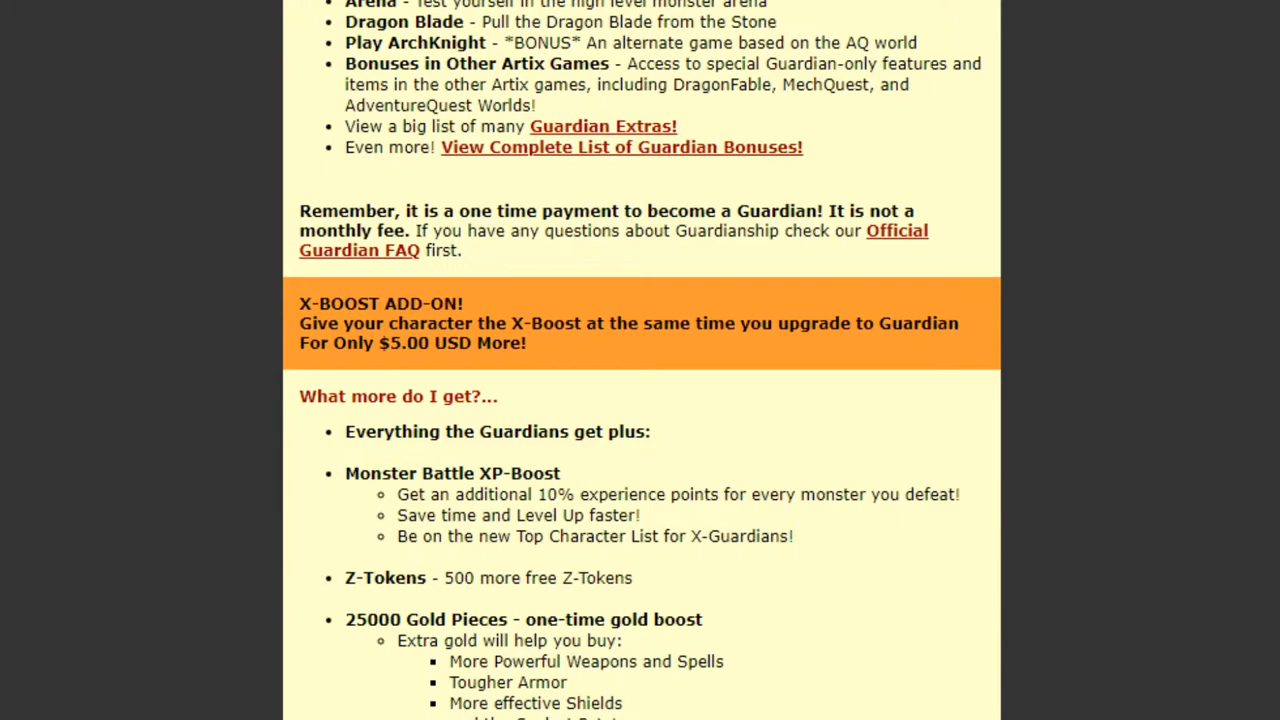 Arena - Test yourself in the high level monster arena
Dragon Blade - Pull the Dragon Blade from the Stone
Play ArchKnight - *BONUS* An alternate game based on the AQ world
Bonuses in Other Artix Games - Access to special Guardian-only features and
items in the other Artix games, including DragonFable, MechQuest, and
AdventureQuest Worlds!
View a big list of many Guardian Extras!
Even more! View Complete List of Guardian Bonuses!
Remember, it is a one time payment to become a Guardian! It is not a
monthly fee. If you have any questions about Guardianship check our Official
Guardian FAQ first.
X-BOOST ADD-ON!
Give your character the X-Boost at the same time you upgrade to Guardian
For Only $5.00 USD More!
What more do I get?...
Everything the Guardians get plus:
Monster Battle XP-Boost
Get an additional 10% experience points for every monster you defeat!
Save time and Level Up faster!
Be on the new Top Character List for X-Guardians!
Z-Tokens - 500 more free Z-Tokens
25000 Gold Pieces - one-time gold boost
Extra gold will help you buy:
More Powerful Weapons and Spells
Tougher Armor
More effective Shields